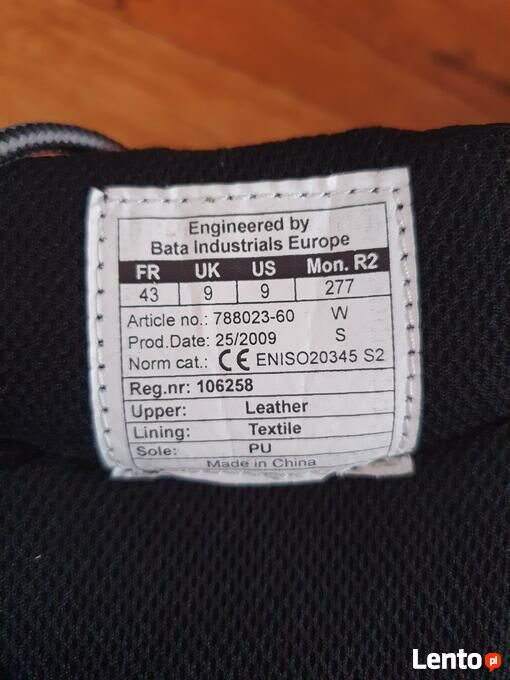 Engineered by
Bata Industrials Europe
FR UK US Mon. R2
43 9 9 277
Article no.: 788023-60 W
Prod.Date: 25/2009 S
Norm cat.: CE ENISO20345 S2
Reg.nr: 106258
Upper: Leather
Lining: Textile
Sole: PU
Made in China
Lento.pl